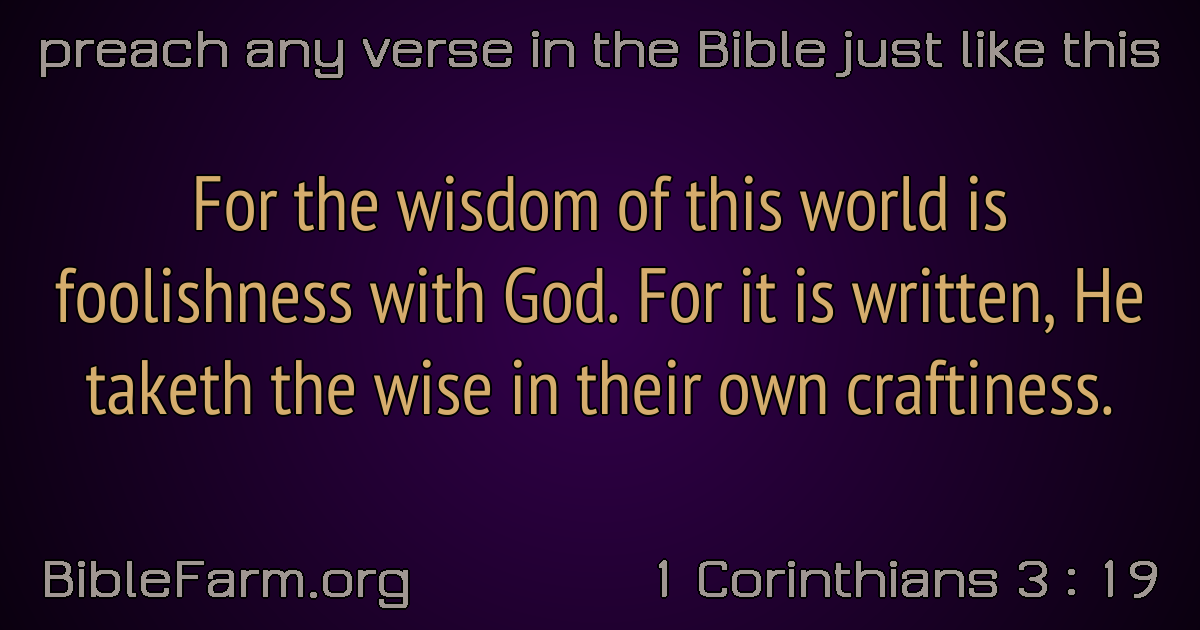 preach any verse in the Bible just like this
For the wisdom of this world is
foolishness with God. For it is written, He
taketh the wise in their own craftiness.
BibleFarm.org
1 Corinthians 3 : 19